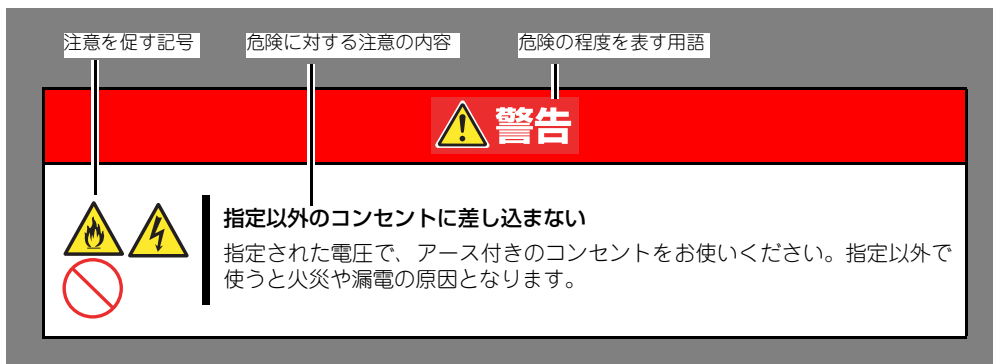 注意を促す記号
危険に対する注意の内容
危険の程度を表す用語
警告
指定以外のコンセントに差し込まない
指定された電圧で、アース付きのコンセントをお使いください。指定以外で
使うと火災や漏電の原因となります。